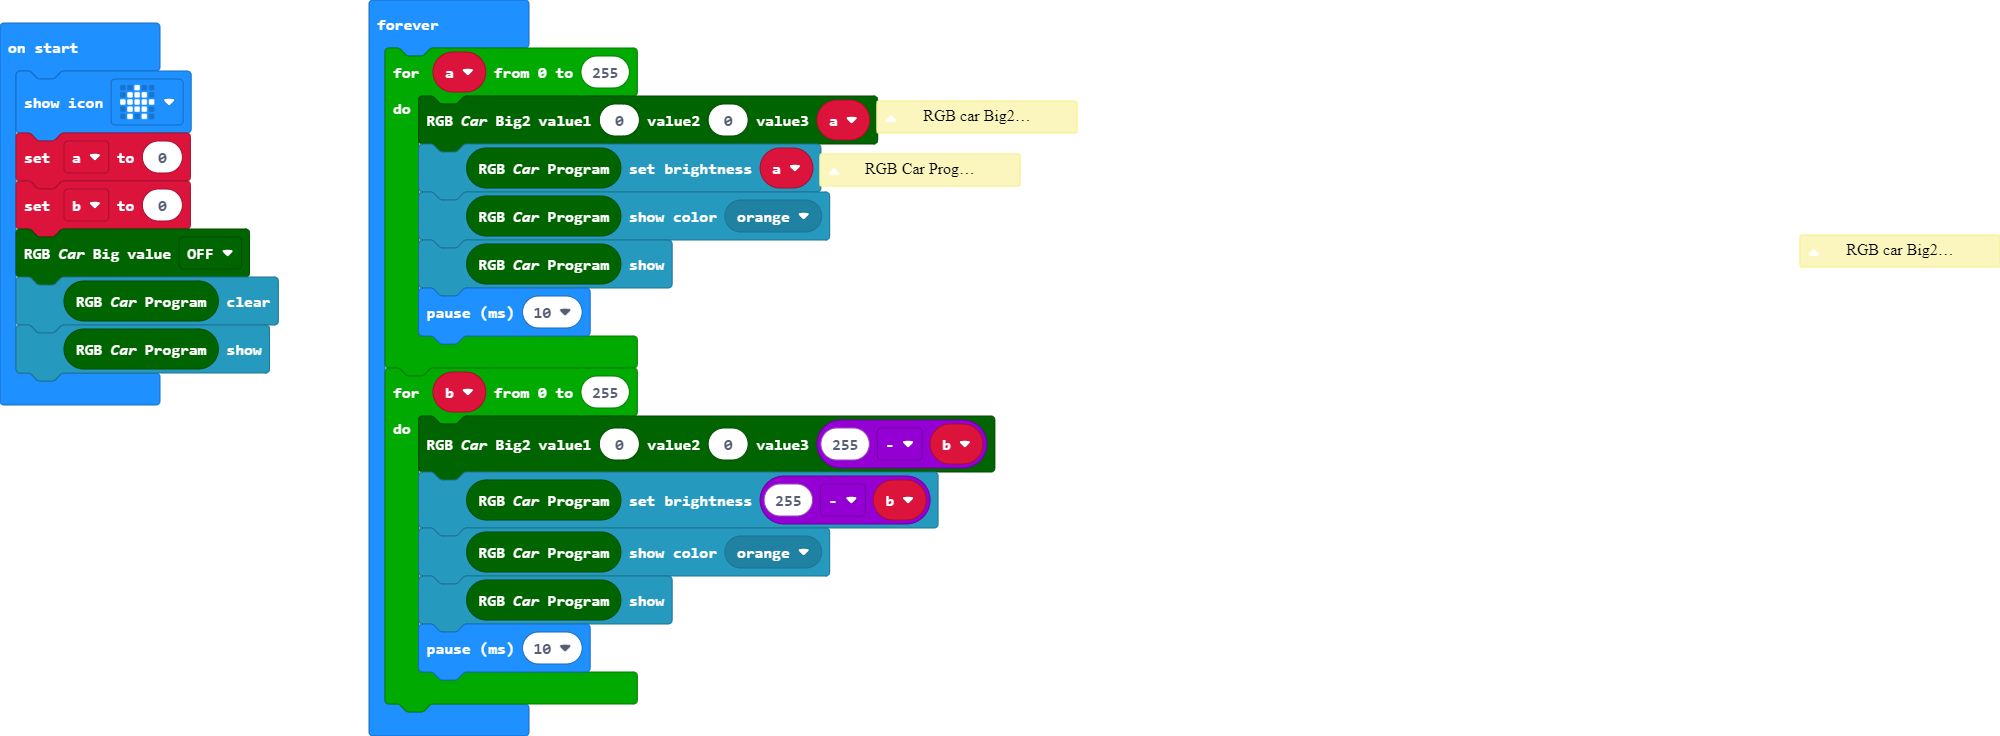 on start
show icon
set a to 0
set b to 0
RGB Car Big value OFF
RGB Car Program clear
RGB Car Program show
forever
for a from 0 to 255
do
RGB Car Big2 value1 0 value2 0 value3 a
RGB car Big2…
RGB Car Program set brightness a
RGB Car Prog…
RGB Car Program show color orange
RGB Car Program show
pause (ms) 10
for b from 0 to 255
do
RGB Car Big2 value1 0 value2 0 value3 255 - b
RGB Car Program set brightness 255 - b
RGB Car Program show color orange
RGB Car Program show
pause (ms) 10
RGB car Big2…